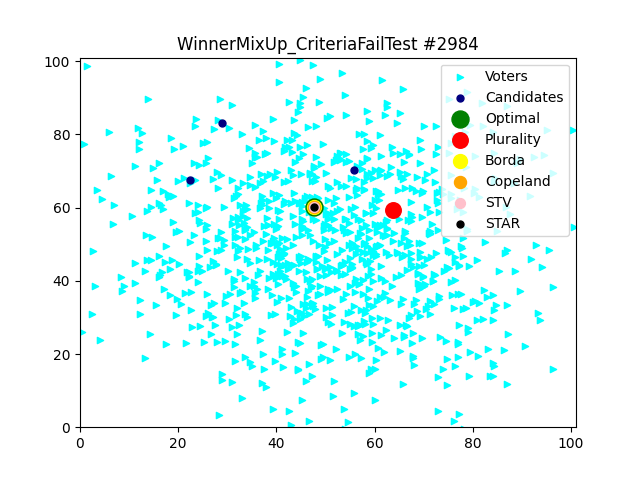 WinnerMixUp_CriteriaFailTest #2984
100
80
60
40
20
0
0
20
40
60
80
100
Voters
Candidates
Optimal
Plurality
Borda
Copeland
STV
STAR